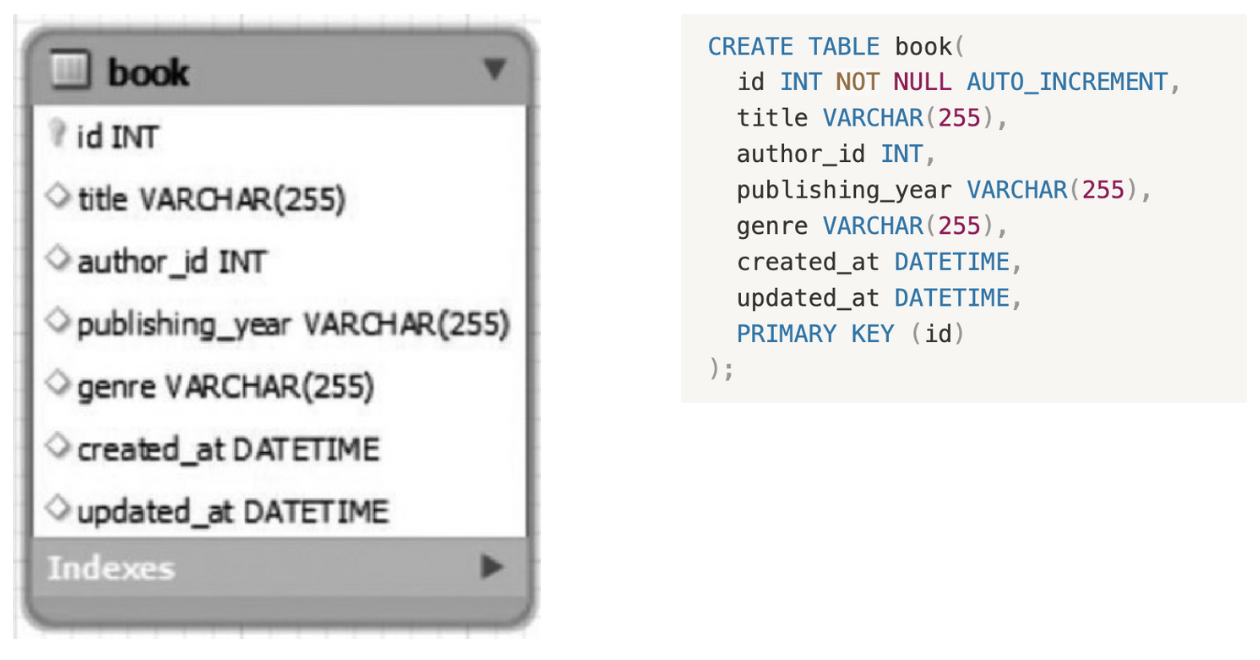 book
id INT
title VARCHAR(255)
author_id INT
publishing_year VARCHAR(255)
genre VARCHAR(255)
created_at DATETIME
updated_at DATETIME
Indexes
CREATE TABLE book(
  id INT NOT NULL AUTO_INCREMENT,
  title VARCHAR(255),
  author_id INT,
  publishing_year VARCHAR(255),
  genre VARCHAR(255),
  created_at DATETIME,
  updated_at DATETIME,
  PRIMARY KEY (id)
);